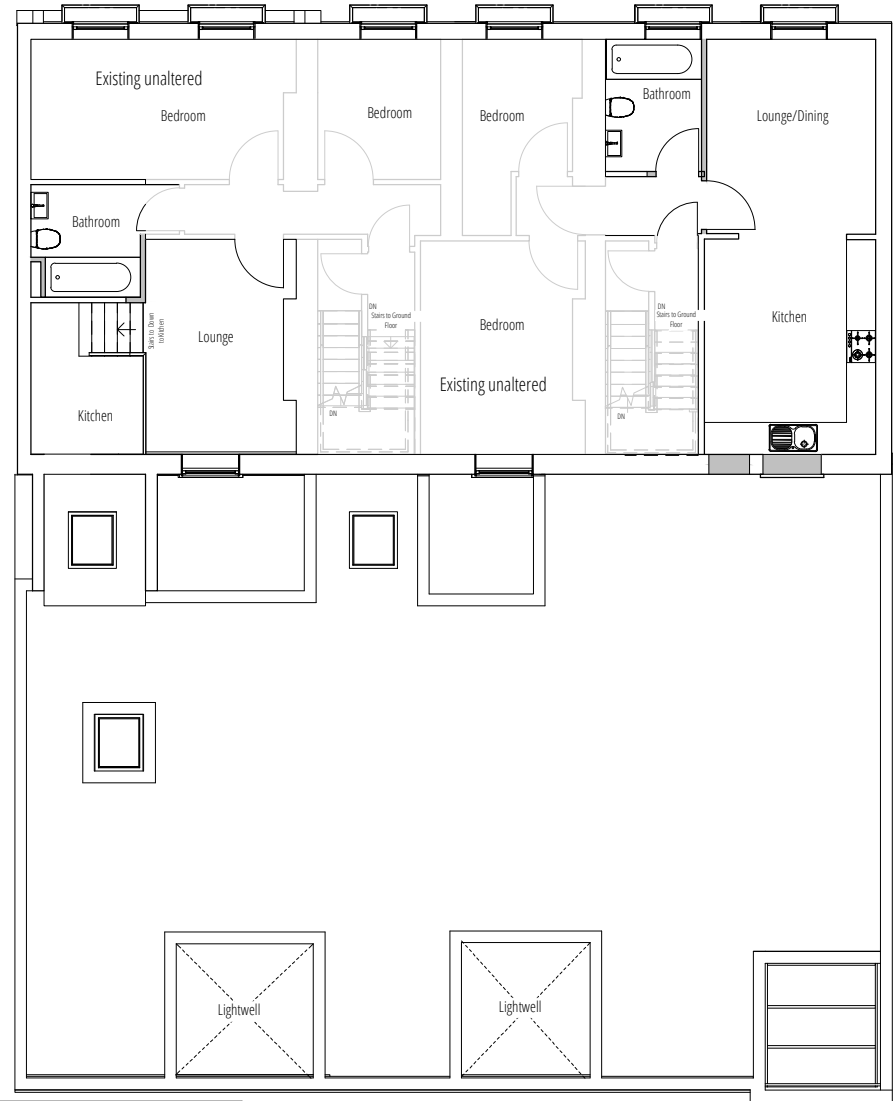 Existing unaltered
Bedroom
Bedroom
Bedroom
Bathroom
Lounge/Dining
Bathroom
DN
Stairs to Ground
Floor
DN
Stairs to Ground
Floor
Stairs to Down
to Kitchen
Lounge
Bedroom
Kitchen
Existing unaltered
Kitchen
DN
DN
Lightwell
Lightwell